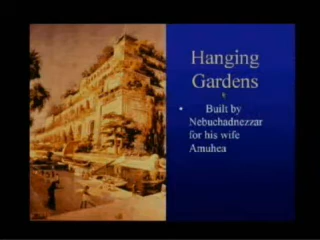 Hanging
Gardens
• Built by
Nebuchadnezzar
for his wife
Amuhea